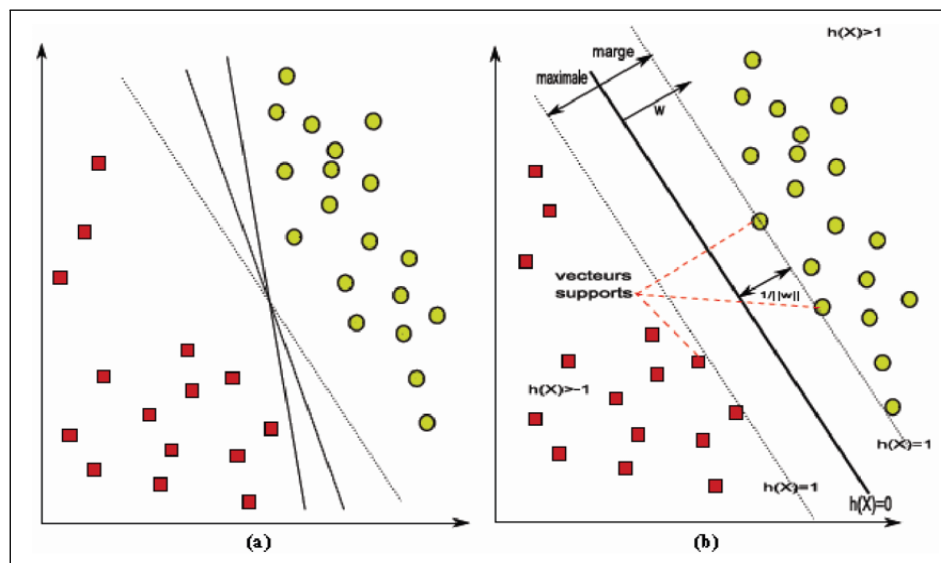 h(X)>1
marge
maximale
w
vecteurs
supports
1/||w||
h(X)>-1
h(X)=1
h(X)=1
h(X)=0
(a)
(b)